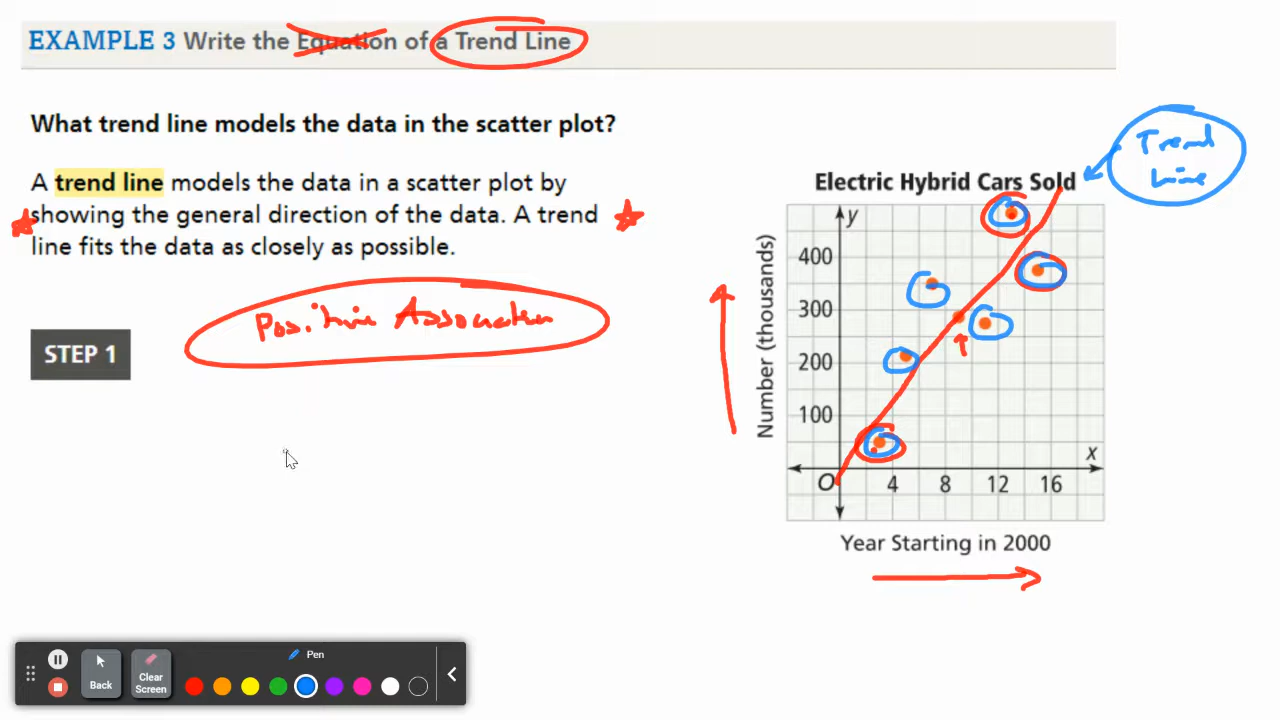 EXAMPLE 3 Write the Equation of a Trend Line
What trend line models the data in the scatter plot?
A trend line models the data in a scatter plot by
showing the general direction of the data. A trend
line fits the data as closely as possible.
Positive Association
STEP 1
Trend
Line
Electric Hybrid Cars Sold
Number (thousands)
y
400
300
200
100
x
O
4 8 12 16
Year Starting in 2000
Pen
Back
Clear
Screen